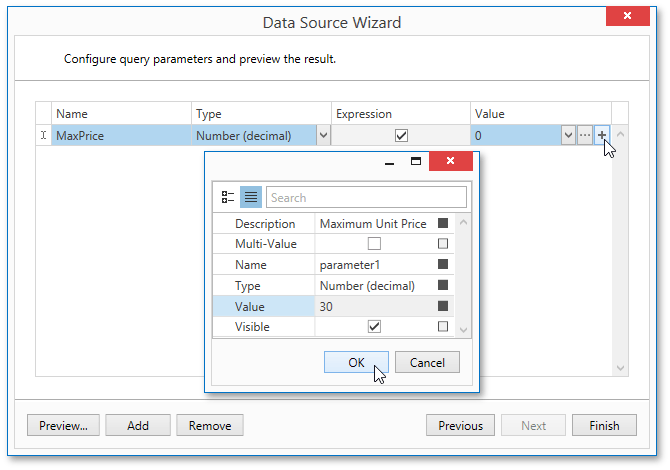 Data Source Wizard
Configure query parameters and preview the result.
Name Type Expression Value
MaxPrice Number (decimal) 0
Search
Description Maximum Unit Price
Multi-Value
Name parameter1
Type Number (decimal)
Value 30
Visible
OK Cancel
Preview... Add Remove Previous Next Finish